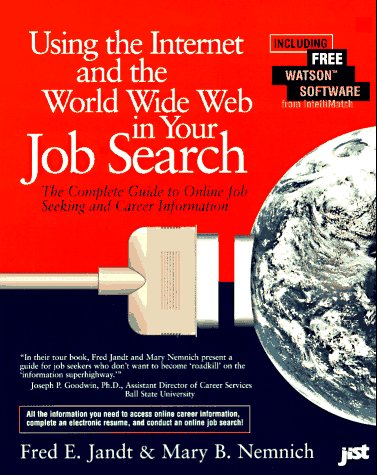 Using the Internet
and the
World Wide Web
in Your
Job Search
The Complete Guide to Online Job
Seeking and Career Information
INCLUDING
FREE
WATSON™
SOFTWARE
from IntelliMatch
"In their tour book, Fred Jandt and Mary Nemnich present a
guide for job seekers who don't want to become 'roadkill' on the
'information superhighway.'"
Joseph P. Goodwin, Ph.D., Assistant Director of Career Services
Ball State University
All the information you need to access online career information,
complete an electronic resume, and conduct an online job search!
Fred E. Jandt & Mary B. Nemnich
jist